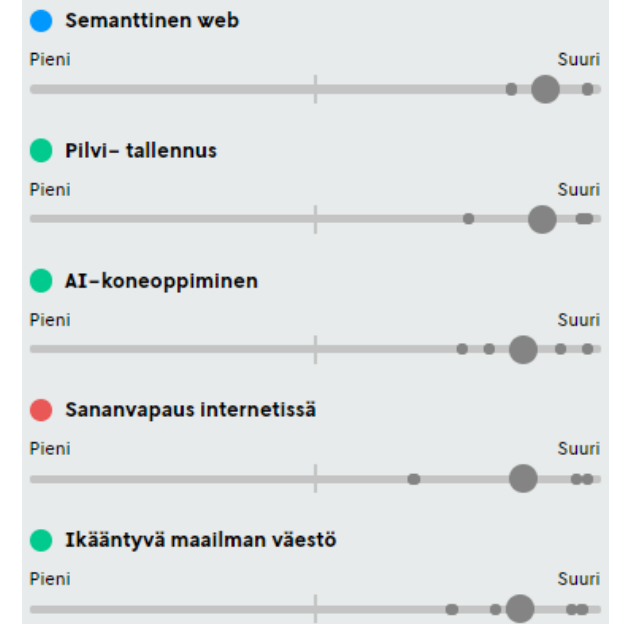 Semanttinen web
Pieni Suuri
Pilvi- tallennus
Pieni Suuri
AI-koneoppiminen
Pieni Suuri
Sananvapaus internetissä
Pieni Suuri
Ikääntyvä maailman väestö
Pieni Suuri